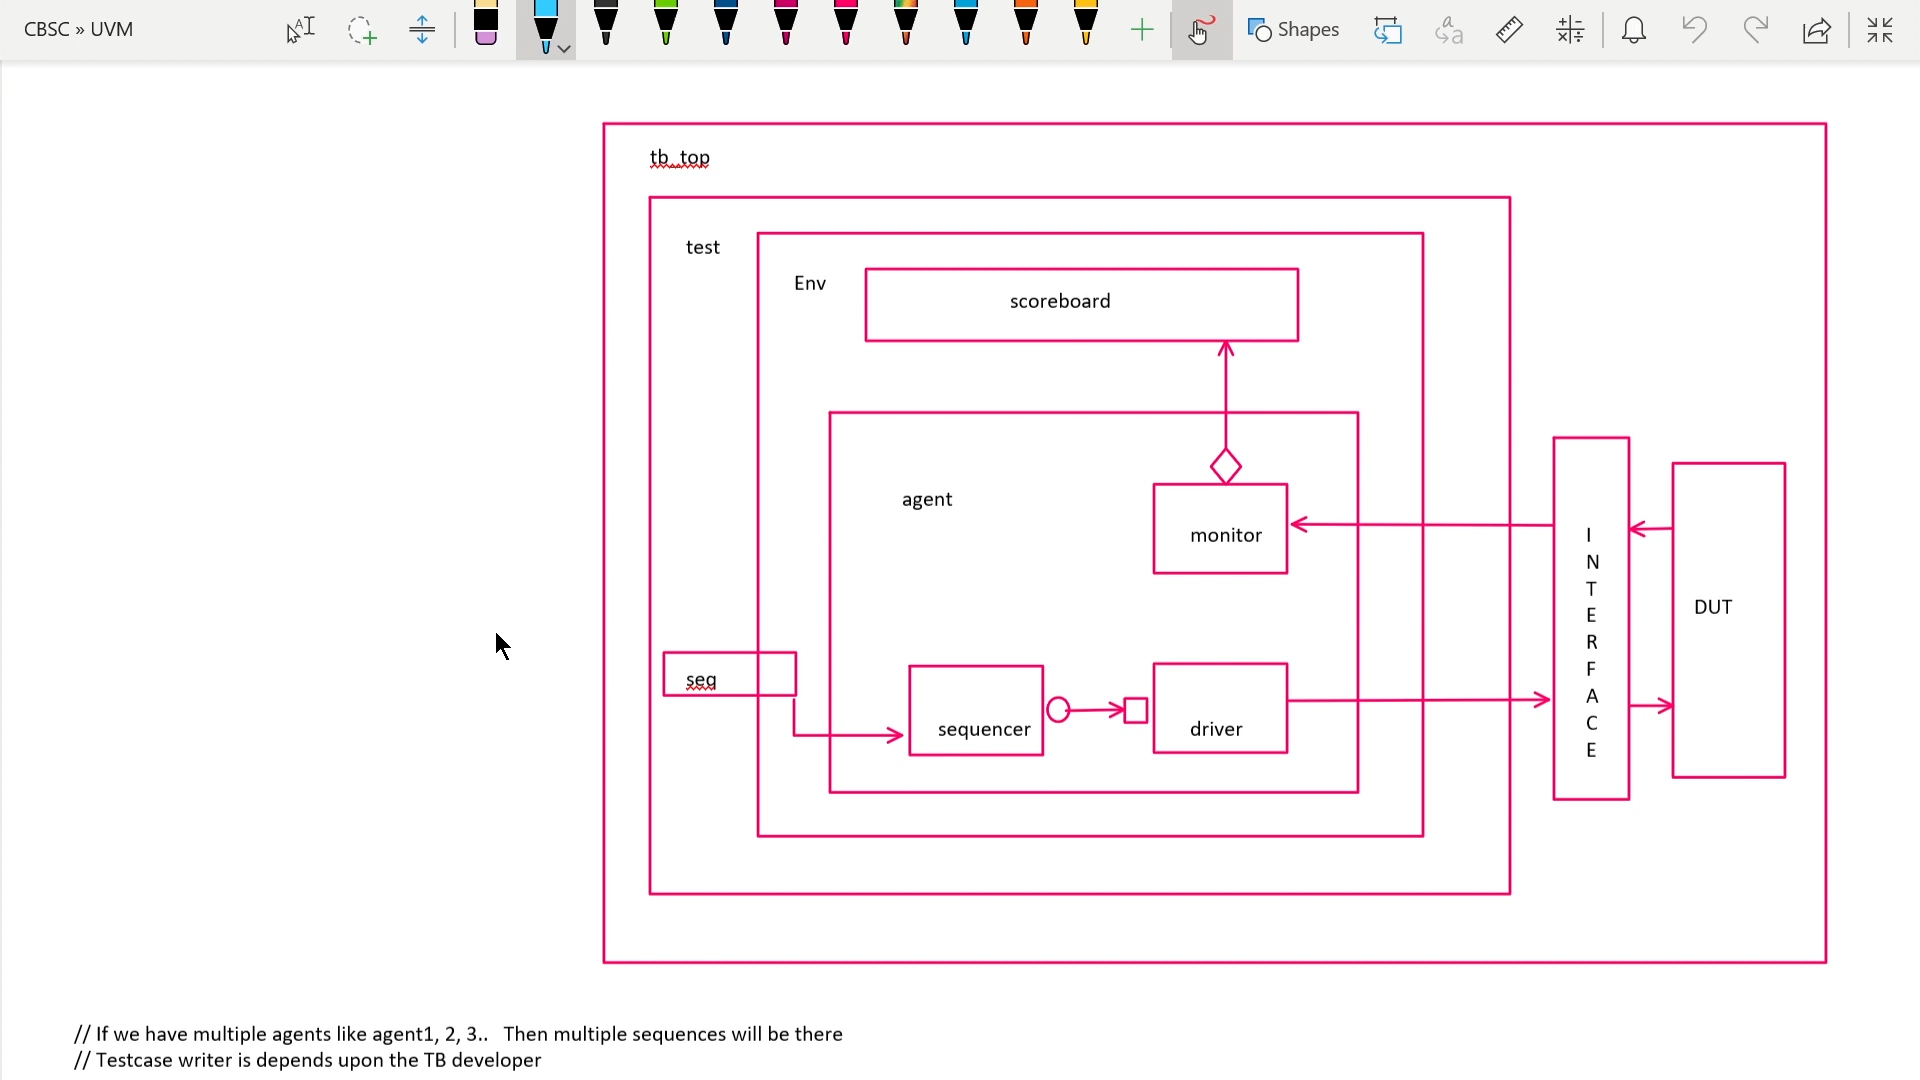 CBSC » UVM
Shapes
tb_top
test
Env
scoreboard
agent
monitor
seq
sequencer
driver
I
N
T
E
R
F
A
C
E
DUT
// If we have multiple agents like agent1, 2, 3..   Then multiple sequences will be there
// Testcase writer is depends upon the TB developer